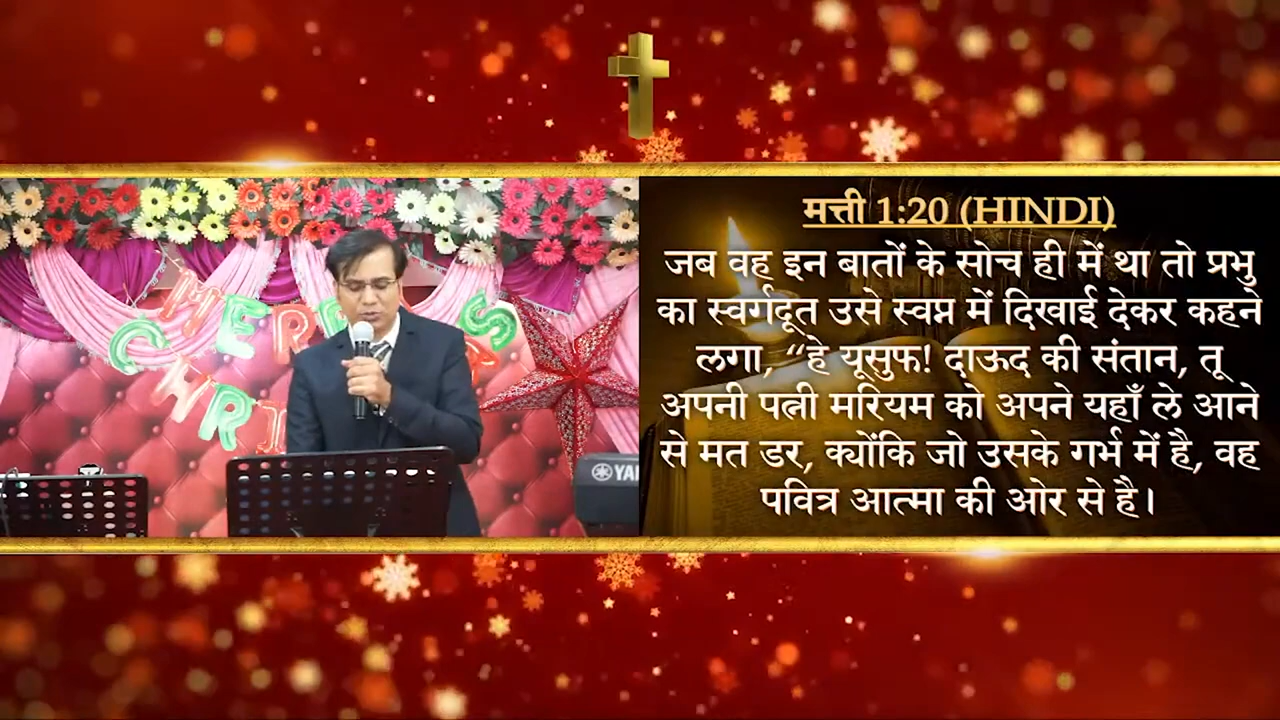 मत्ती 1:20 (HINDI)
जब वह इन बातों के सोच ही में था तो प्रभु
का स्वर्गदूत उसे स्वप्न में दिखाई देकर कहने
लगा, “हे यूसुफ! दाऊद की संतान, तू
अपनी पत्नी मरियम को अपने यहाँ ले आने
से मत डर, क्योंकि जो उसके गर्भ में है, वह
पवित्र आत्मा की ओर से है।